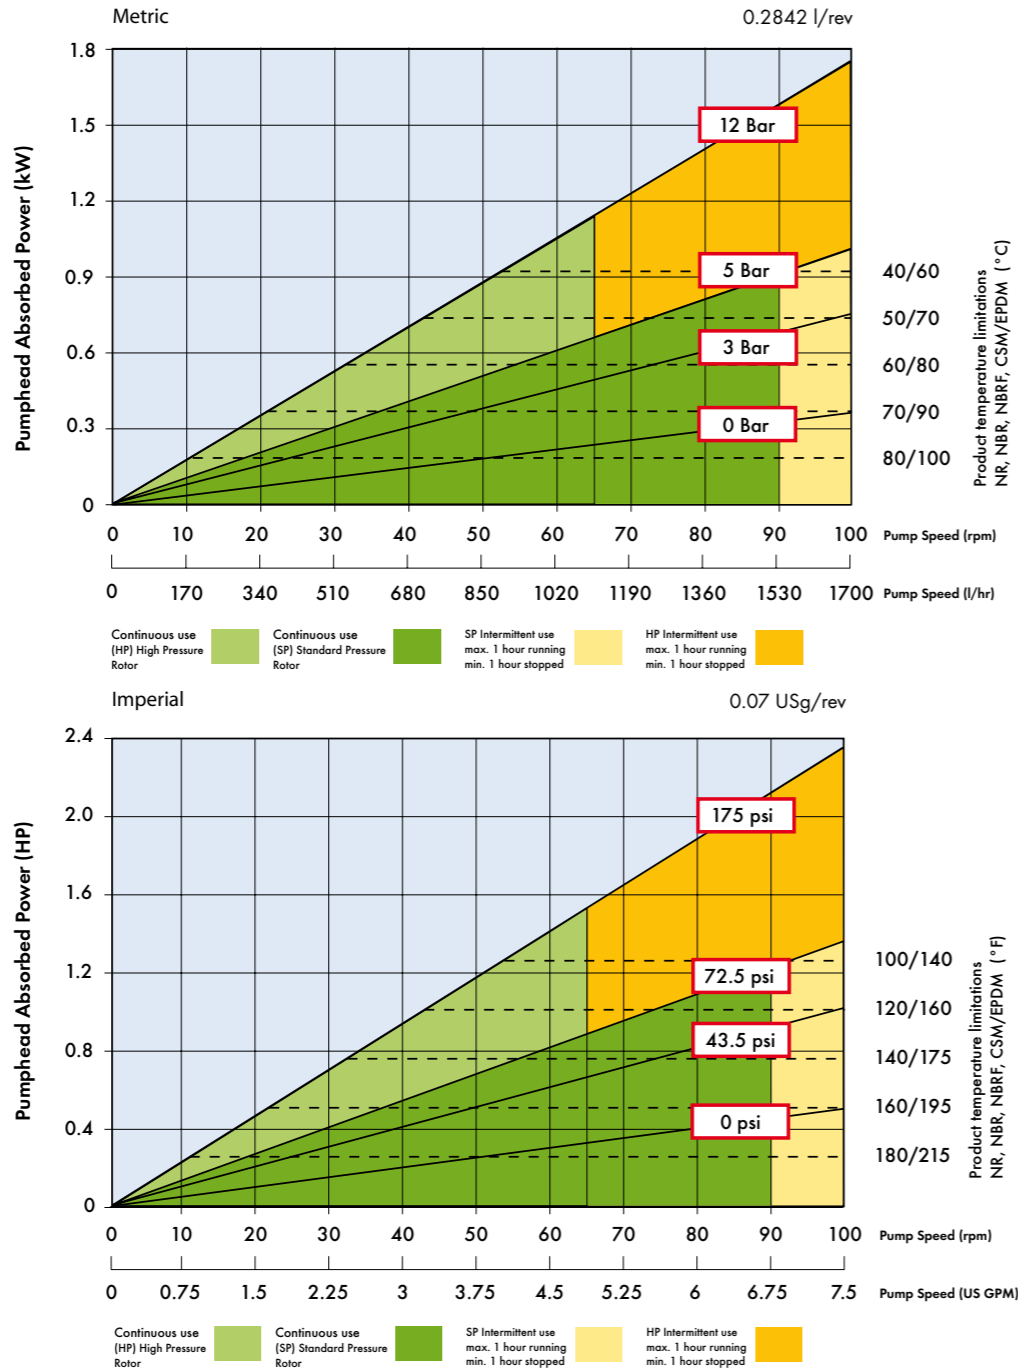 Metric
0.2842 l/rev
Pumphead Absorbed Power (kW)
1.8
1.5
1.2
0.9
0.6
0.3
0
12 Bar
5 Bar
3 Bar
0 Bar
40/60
50/70
60/80
70/90
80/100
Product temperature limitations
NR, NBR, NBRF, CSM/EPDM (°C)
0 10 20 30 40 50 60 70 80 90 100 Pump Speed (rpm)
0 170 340 510 680 850 1020 1190 1360 1530 1700 Pump Speed (l/hr)
Continuous use
(HP) High Pressure
Rotor
Continuous use
(SP) Standard Pressure
Rotor
SP Intermittent use
max. 1 hour running
min. 1 hour stopped
HP Intermittent use
max. 1 hour running
min. 1 hour stopped
Imperial
0.07 USg/rev
Pumphead Absorbed Power (HP)
2.4
2.0
1.6
1.2
0.8
0.4
0
175 psi
72.5 psi
43.5 psi
0 psi
100/140
120/160
140/175
160/195
180/215
Product temperature limitations
NR, NBR, NBRF, CSM/EPDM (°F)
0 10 20 30 40 50 60 70 80 90 100 Pump Speed (rpm)
0 0.75 1.5 2.25 3 3.75 4.5 5.25 6 6.75 7.5 Pump Speed (US GPM)
Continuous use
(HP) High Pressure
Rotor
Continuous use
(SP) Standard Pressure
Rotor
SP Intermittent use
max. 1 hour running
min. 1 hour stopped
HP Intermittent use
max. 1 hour running
min. 1 hour stopped